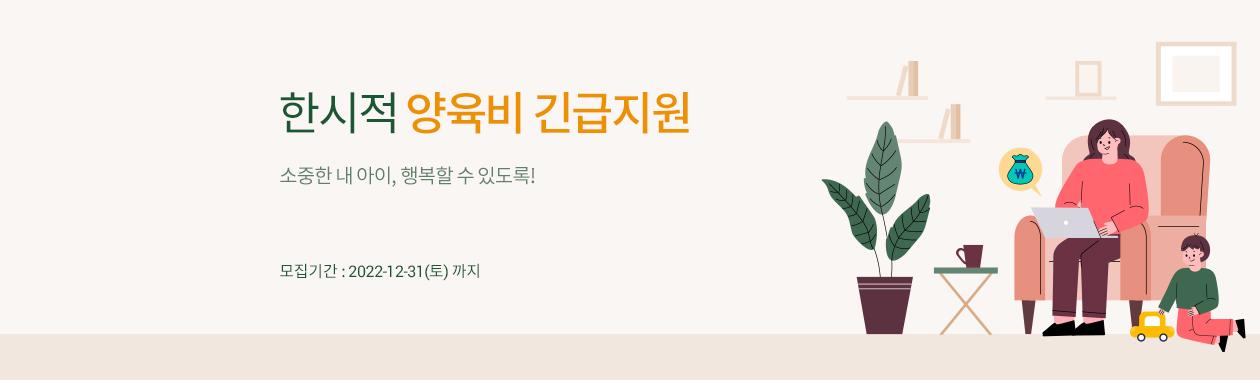 한시적 양육비 긴급지원
소중한 내 아이, 행복할 수 있도록!
모집기간 : 2022-12-31(토) 까지
₩